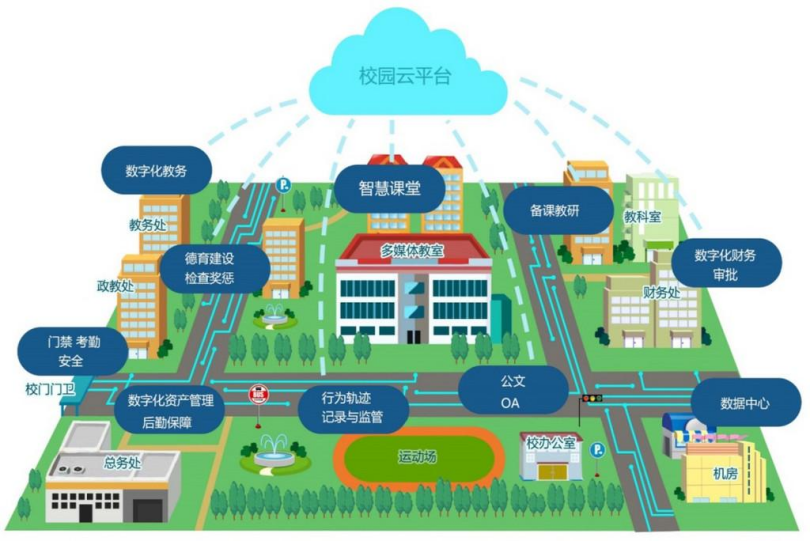 校园云平台
数字化教务
智慧课堂
备课教研
教务处
教科室
德育建设
检查奖惩
多媒体教室
数字化财务
审批
政教处
财务处
门禁 考勤
安全
校门门卫
数字化资产管理
后勤保障
BUS
行为轨迹
记录与监管
公文
OA
数据中心
总务处
运动场
校办公室
机房
P
P